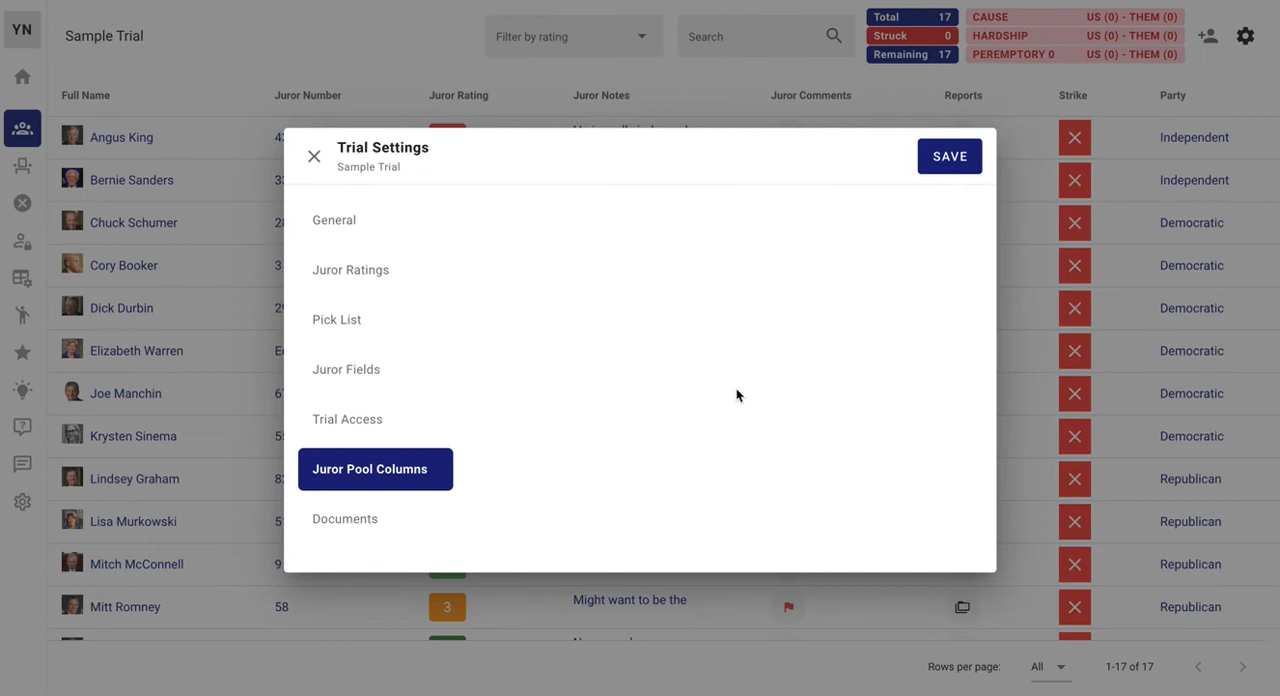 YN
Sample Trial
Filter by rating
Search
Total 17
Struck 0
Remaining 17
CAUSE US (0) - THEM (0)
HARDSHIP US (0) - THEM (0)
PEREMPTORY 0 US (0) - THEM (0)
Full Name Juror Number Juror Rating Juror Notes Juror Comments Reports Strike Party
Angus King Independent
Bernie Sanders Independent
Chuck Schumer Democratic
Cory Booker 3 Democratic
Dick Durbin Democratic
Elizabeth Warren Democratic
Joe Manchin Democratic
Krysten Sinema Democratic
Lindsey Graham Republican
Lisa Murkowski Republican
Mitch McConnell 9 Republican
Mitt Romney 58 3 Might want to be the Republican
Trial Settings
Sample Trial
SAVE
General
Juror Ratings
Pick List
Juror Fields
Trial Access
Juror Pool Columns
Documents
Rows per page: All 1-17 of 17